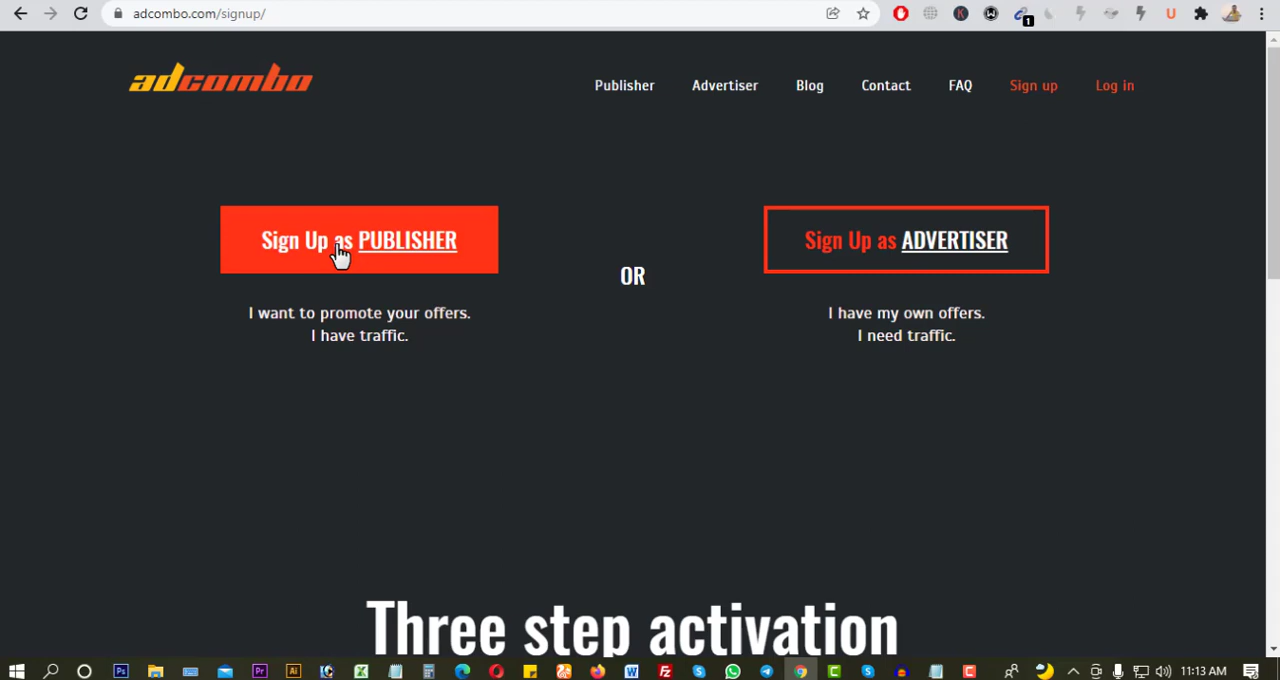 adcombo.com/signup/
1
adcombo
Publisher Advertiser Blog Contact FAQ Sign up Log in
Sign Up as PUBLISHER
Sign Up as ADVERTISER
OR
I want to promote your offers.
I have traffic.
I have my own offers.
I need traffic.
Three step activation
11:13 AM